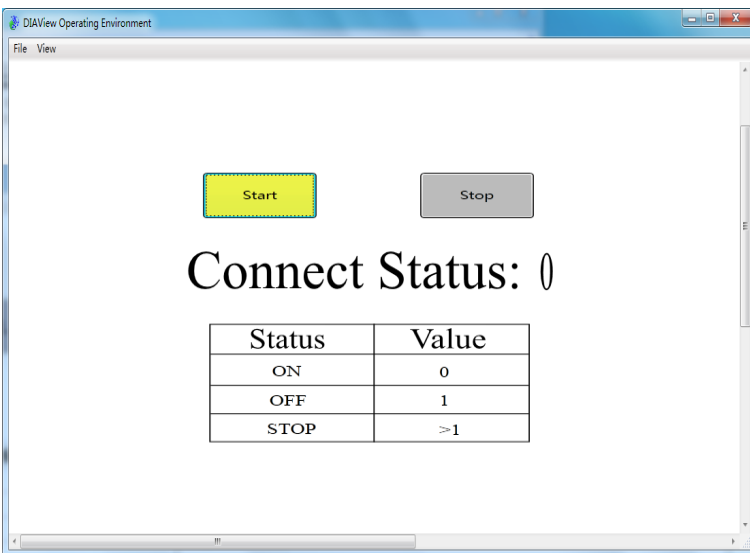 DIAView Operating Environment
File View
Start Stop
Connect Status: 0
Status Value
ON 0
OFF 1
STOP >1